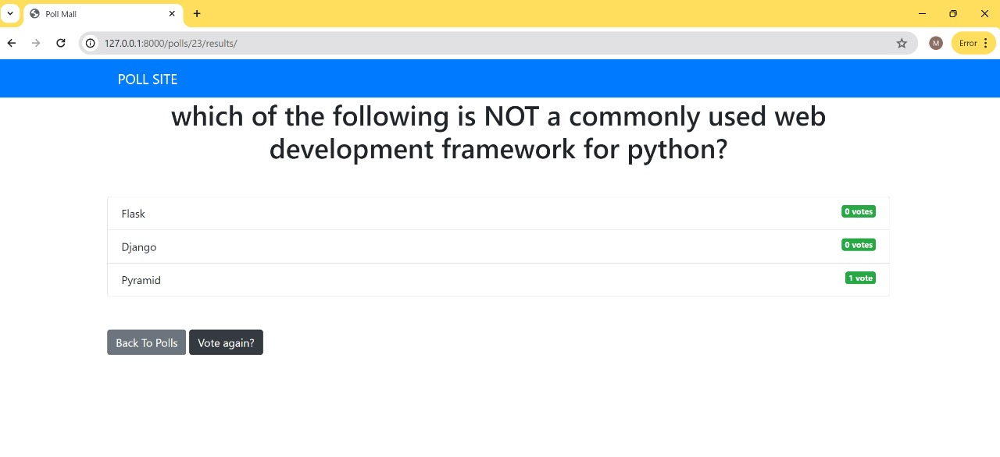 Poll Mall
127.0.0.1:8000/polls/23/results/
M
Error
POLL SITE
which of the following is NOT a commonly used web
development framework for python?
Flask 0 votes
Django 0 votes
Pyramid 1 vote
Back To Polls Vote again?